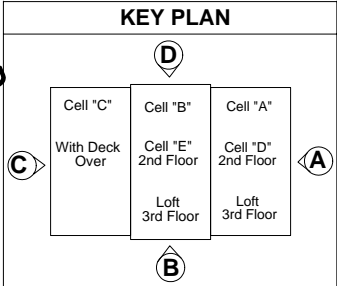 KEY PLAN
D
Cell "C"
With Deck
Over
Cell "B"
Cell "E"
2nd Floor
Loft
3rd Floor
Cell "A"
Cell "D"
2nd Floor
Loft
3rd Floor
C
A
B